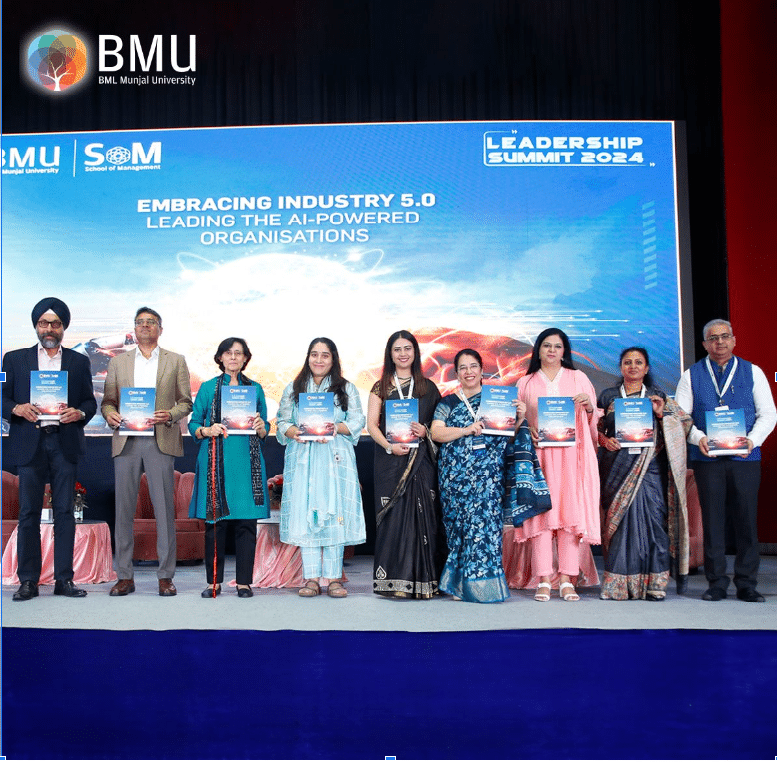 BMU
BML Munjal University
BMU
Munjal University
SOM
School of Management
LEADERSHIP
SUMMIT 2024
EMBRACING INDUSTRY 5.0
LEADING THE AI-POWERED
ORGANISATIONS